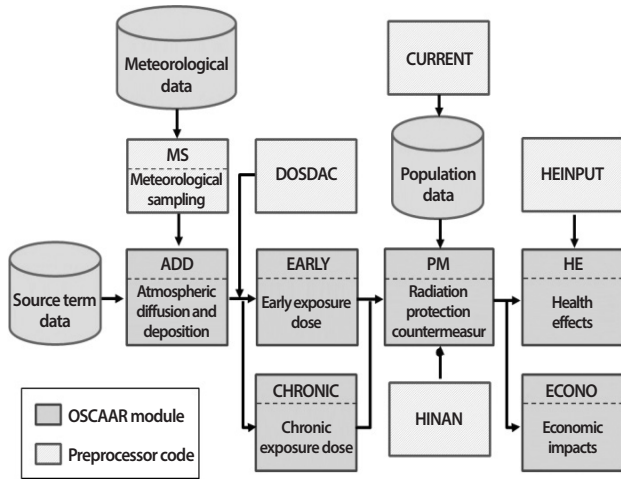 Meteorological
data
CURRENT
MS
Meteorological
sampling
DOSDAC
Population
data
HEINPUT
Source term
data
ADD
Atmospheric
diffusion and
deposition
EARLY
Early exposure
dose
PM
Radiation
protection
countermeasur
HE
Health
effects
CHRONIC
Chronic
exposure dose
HINAN
ECONO
Economic
impacts
OSCAAR module
Preprocessor code